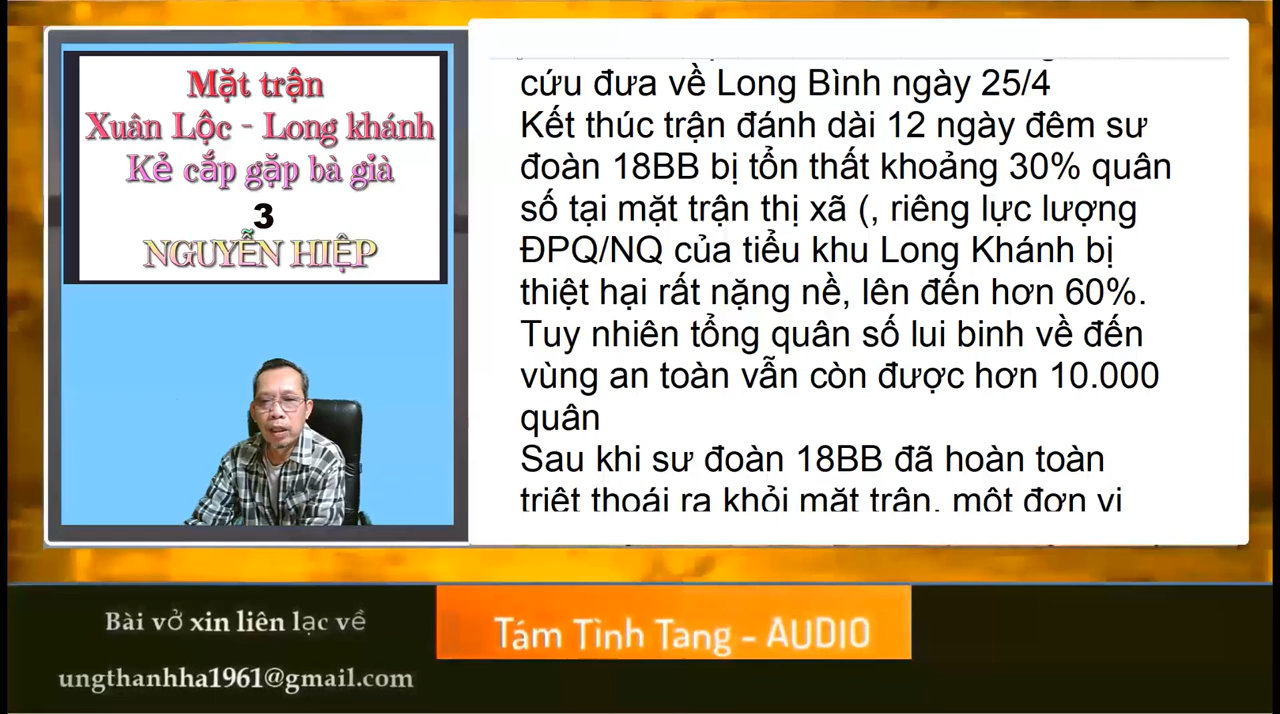 Mặt trận
Xuân Lộc - Long khánh
Kẻ cắp gặp bà già
3
NGUYỄN HIỆP
cứu đưa về Long Bình ngày 25/4
Kết thúc trận đánh dài 12 ngày đêm sư
đoàn 18BB bị tổn thất khoảng 30% quân
số tại mặt trận thị xã (, riêng lực lượng
ĐPQ/NQ của tiểu khu Long Khánh bị
thiệt hại rất nặng nề, lên đến hơn 60%.
Tuy nhiên tổng quân số lui binh về đến
vùng an toàn vẫn còn được hơn 10.000
quân
Sau khi sư đoàn 18BB đã hoàn toàn
triệt thoái ra khỏi mặt trận, một đơn vị
Bài vở xin liên lạc về
ungthanhha1961@gmail.com
Tám Tình Tang - AUDIO